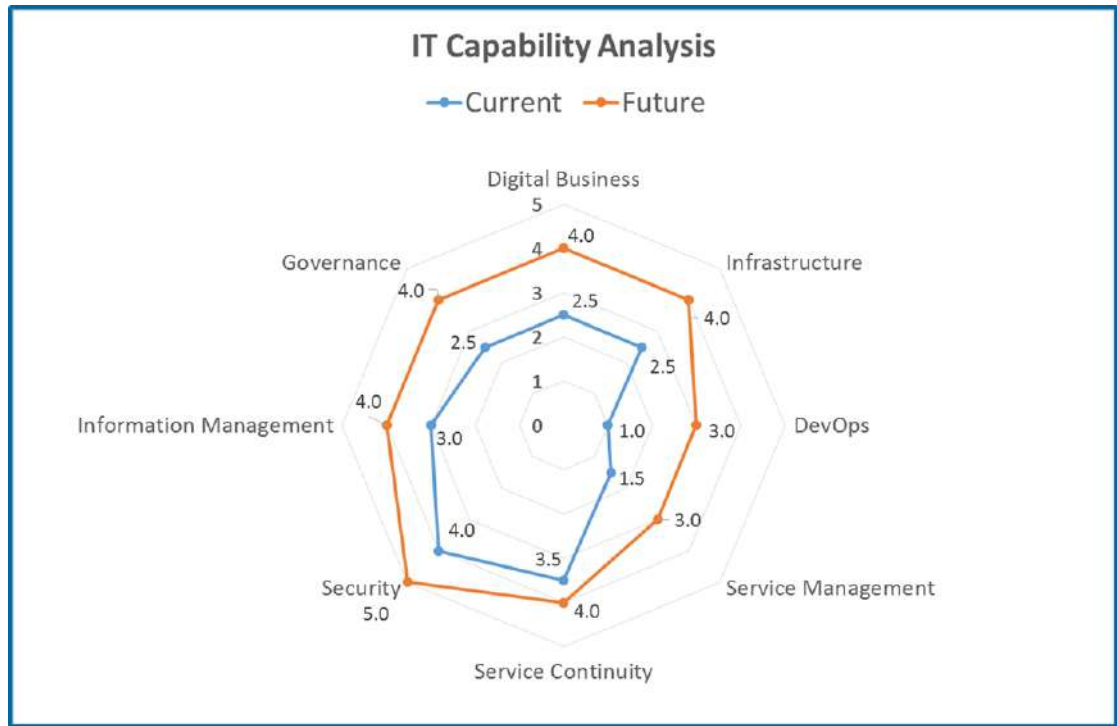 IT Capability Analysis
Current Future
Digital Business
5
4.0
4
Governance
Infrastructure
4.0
3
2.5
4.0
2.5
2
2.5
1
4.0
Information Management
3.0
0
1.0
3.0
DevOps
1.5
4.0
3.0
3.5
Security
Service Management
5.0
4.0
Service Continuity